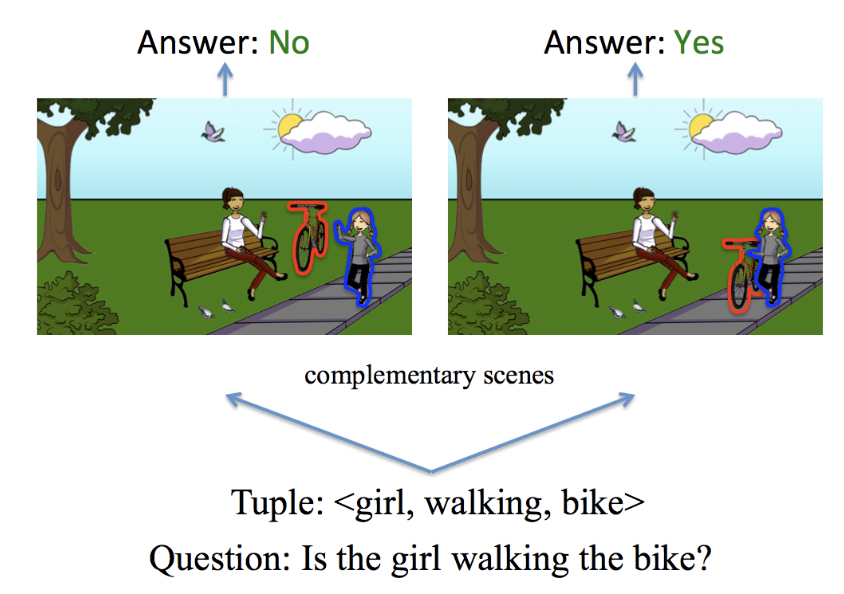 Answer: No
Answer: Yes
complementary scenes
Tuple: <girl, walking, bike>
Question: Is the girl walking the bike?